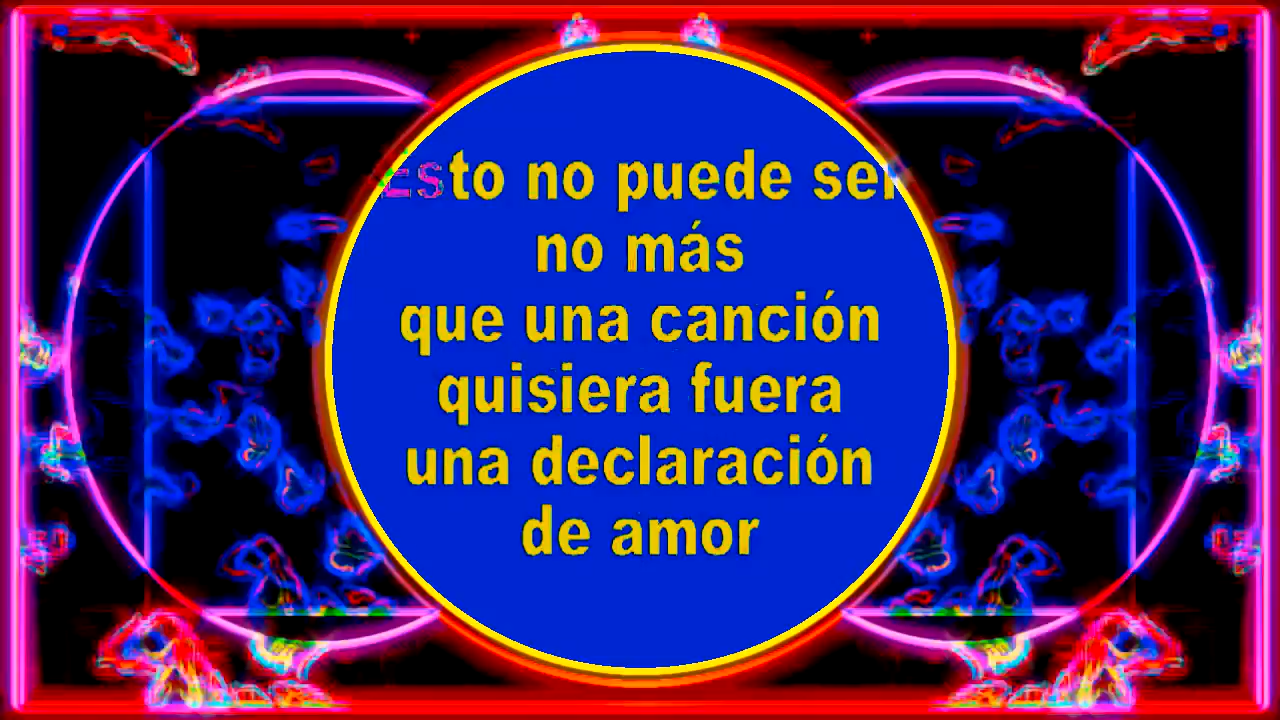 Esto no puede ser
no más
que una canción
quisiera fuera
una declaración
de amor